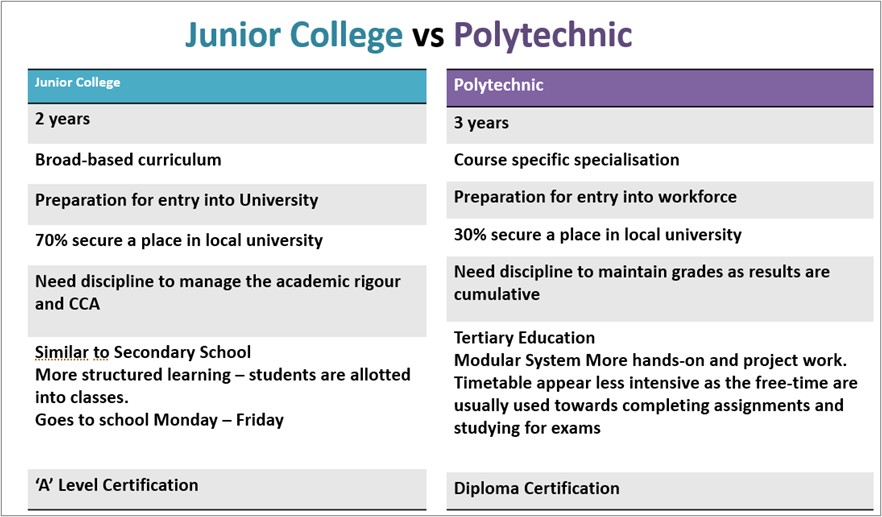 Junior College vs Polytechnic
Junior College
2 years
Broad-based curriculum
Preparation for entry into University
70% secure a place in local university
Need discipline to manage the academic rigour
and CCA
Similar to Secondary School
More structured learning – students are allotted
into classes.
Goes to school Monday – Friday
‘A’ Level Certification
Polytechnic
3 years
Course specific specialisation
Preparation for entry into workforce
30% secure a place in local university
Need discipline to maintain grades as results are
cumulative
Tertiary Education
Modular System More hands-on and project work.
Timetable appear less intensive as the free-time are
usually used towards completing assignments and
studying for exams
Diploma Certification